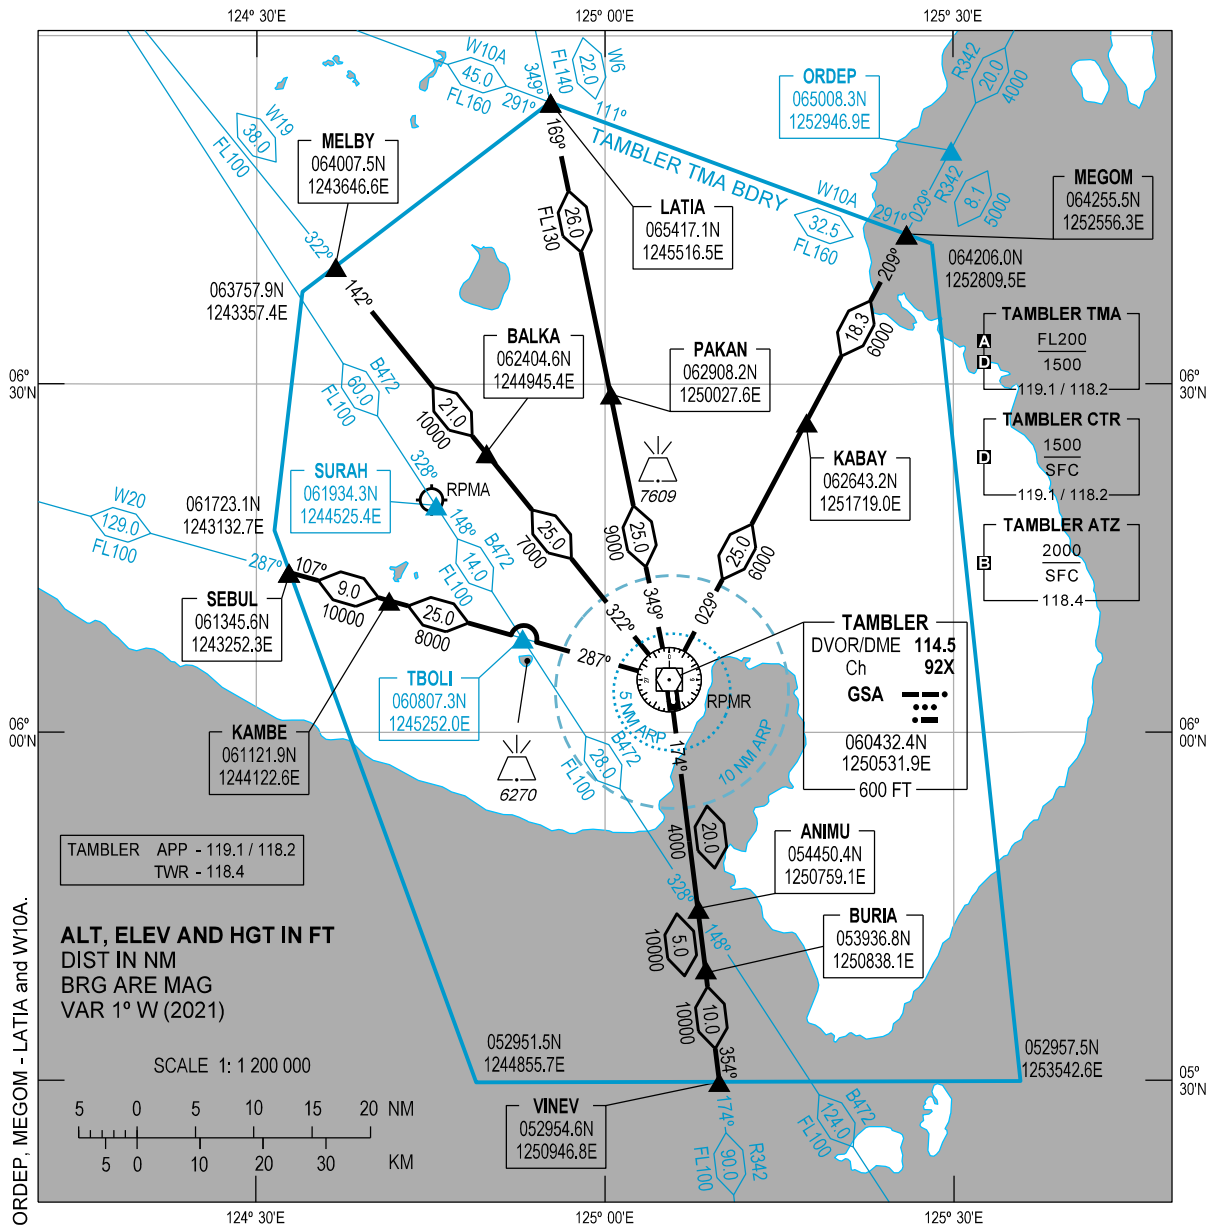 124° 30'E
125° 00'E
125° 30'E
W10A
45.0
FL160
291°
349°
FL140
22.0
W6
111°
TAMBLER TMA BDRY
W10A
32.5
FL160
291°
R342
20.0
4000
ORDEP
065008.3N
1252946.9E
029°
R342
8.1
5000
MEGOM
064255.5N
1252556.3E
W19
38.0
FL100
MELBY
064007.5N
1243646.6E
322°
142°
169°
26.0
FL130
LATIA
065417.1N
1245516.5E
209°
18.3
6000
064206.0N
1252809.5E
063757.9N
1243357.4E
TAMBLER TMA
A
FL200
D
1500
119.1 / 118.2
BALKA
062404.6N
1244945.4E
PAKAN
062908.2N
1250027.6E
06°
30'N
06°
30'N
B472
60.0
FL100
21.0
10000
TAMBLER CTR
1500
D
SFC
119.1 / 118.2
KABAY
062643.2N
1251719.0E
7609
328°
SURAH
061934.3N
1244525.4E
RPMA
061723.1N
1243132.7E
W20
129.0
FL100
287°
148°
B472
14.0
FL100
25.0
7000
25.0
9000
25.0
6000
TAMBLER ATZ
2000
B
SFC
118.4
107°
9.0
10000
25.0
8000
SEBUL
061345.6N
1243252.3E
322°
349°
029°
287°
TBOLI
060807.3N
1245252.0E
TAMBLER
DVOR/DME 114.5
Ch 92X
GSA
060432.4N
1250531.9E
600 FT
RPMR
5 NM ARP
10 NM ARP
KAMBE
061121.9N
1244122.6E
06°
00'N
06°
00'N
6270
B472
28.0
FL100
174°
20.0
4000
ANIMU
054450.4N
1250759.1E
TAMBLER APP - 119.1 / 118.2
TWR - 118.4
328°
148°
5.0
10000
BURIA
053936.8N
1250838.1E
ALT, ELEV AND HGT IN FT
DIST IN NM
BRG ARE MAG
VAR 1° W (2021)
10.0
10000
354°
SCALE 1: 1 200 000
052951.5N
1244855.7E
052957.5N
1253542.6E
05°
30'N
05°
30'N
5 0 5 10 15 20 NM
5 0 10 20 30 KM
VINEV
052954.6N
1250946.8E
174°
R342
90.0
FL100
B472
124.0
FL100
124° 30'E
125° 00'E
125° 30'E
ORDEP, MEGOM - LATIA and W10A.